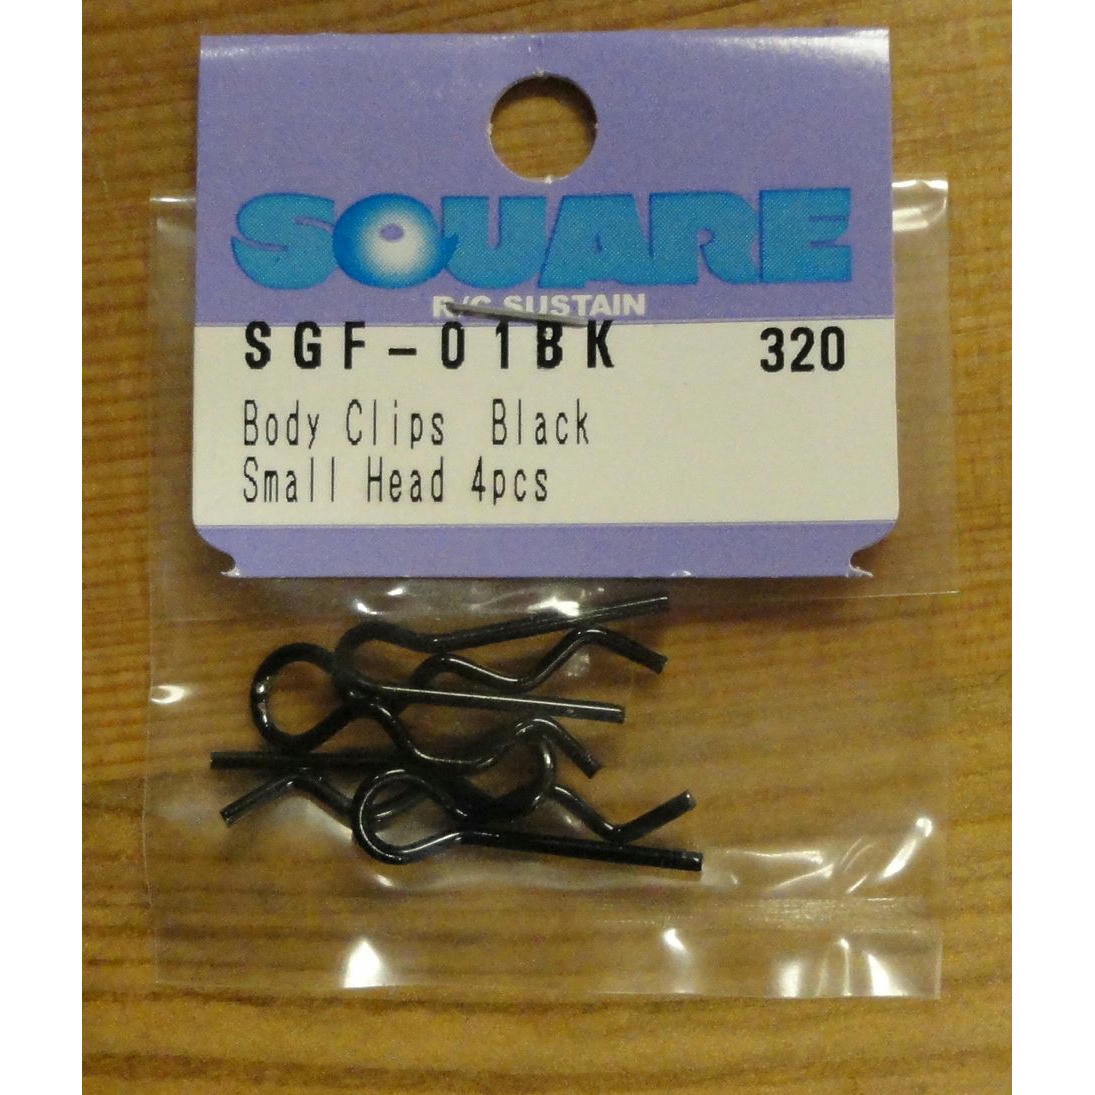 SQUARE
R/C SUSTAIN
SGF-01BK 320
Body Clips Black
Small Head 4pcs